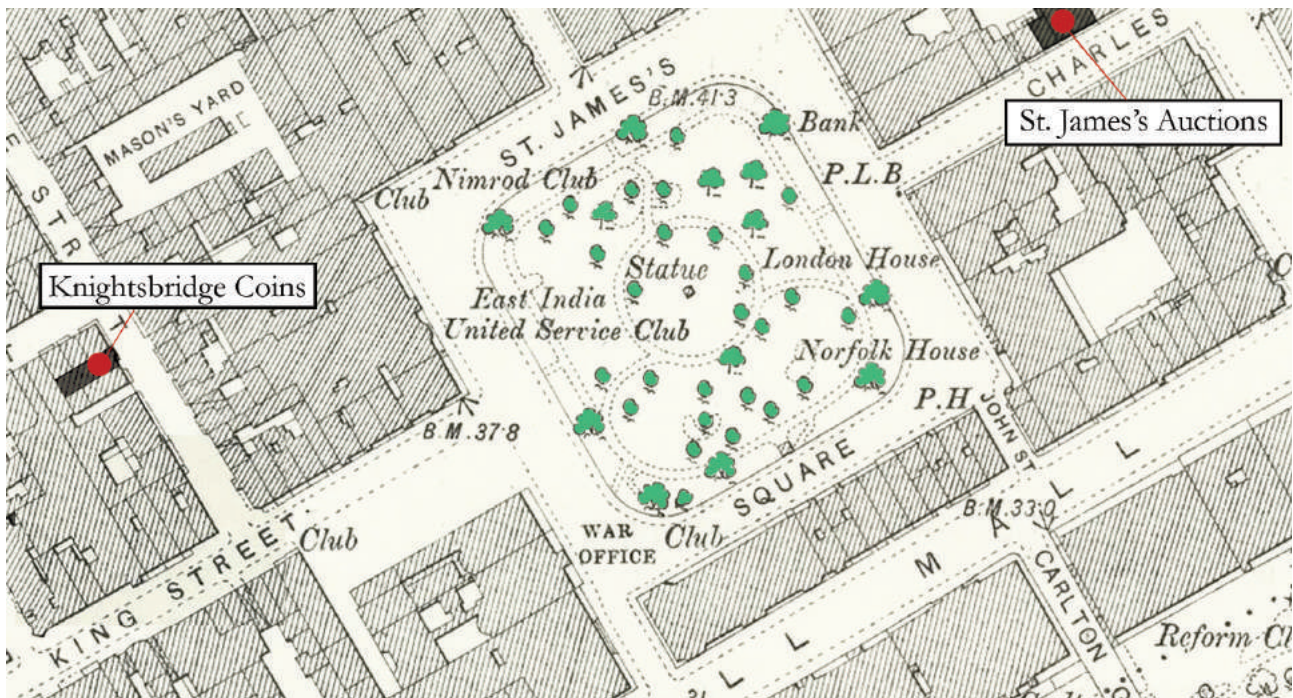 ST. JAMES'S
B.M.41·3
CHARLES
St. James's Auctions
MASON'S YARD
Bank
Club
Nimrod Club
P.L.B
STREET
Knightsbridge Coins
Statue
London House
East India
United Service Club
Norfolk House
P.H
JOHN ST
B.M.37·8
SQUARE
KING STREET.
Club
WAR
OFFICE
Club
B.M.33·0
MALL
CARLTON
Reform Cl